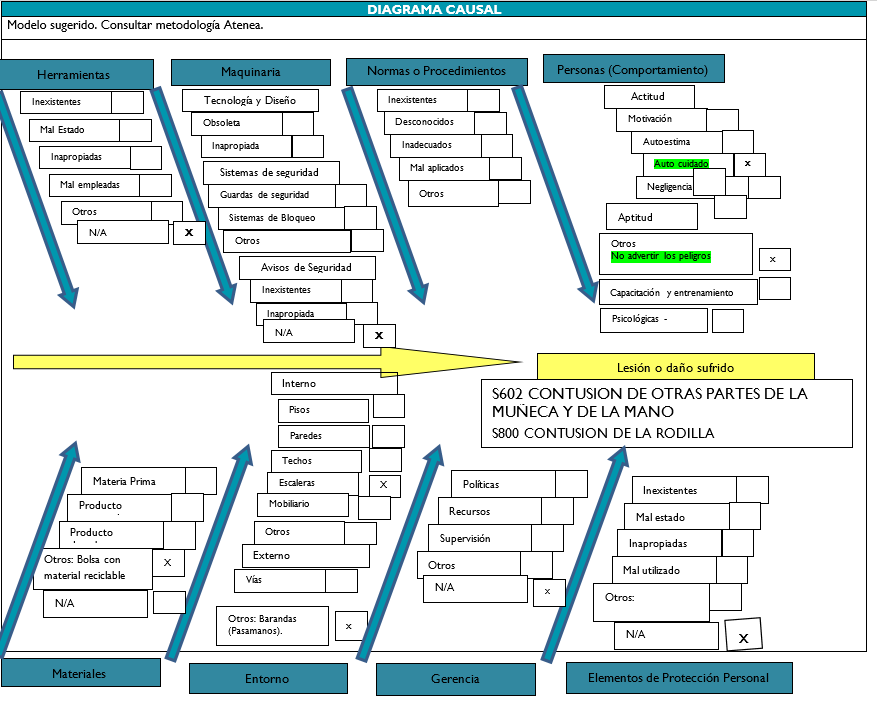 DIAGRAMA CAUSAL
Modelo sugerido. Consultar metodología Atenea.
Herramientas
Inexistentes
Mal Estado
Inapropiadas
Mal empleadas
Otros
N/A
X
Maquinaria
Tecnología y Diseño
Obsoleta
Inapropiada
Sistemas de seguridad
Guardas de seguridad
Sistemas de Bloqueo
Otros
Avisos de Seguridad
Inexistentes
Inapropiada
N/A
X
Normas o Procedimientos
Inexistentes
Desconocidos
Inadecuados
Mal aplicados
Otros
Personas (Comportamiento)
Actitud
Motivación
Autoestima
Auto cuidado
x
Negligencia
Aptitud
Otros
No advertir los peligros
x
Capacitación y entrenamiento
Psicológicas -
Lesión o daño sufrido
S602 CONTUSION DE OTRAS PARTES DE LA
MUÑECA Y DE LA MANO
S800 CONTUSION DE LA RODILLA
Materia Prima
Producto
Producto
Otros: Bolsa con
material reciclable
X
N/A
Materiales
Interno
Pisos
Paredes
Techos
Escaleras
X
Mobiliario
Otros
Externo
Vías
Otros: Barandas
(Pasamanos).
x
Entorno
Políticas
Recursos
Supervisión
Otros
N/A
x
Gerencia
Inexistentes
Mal estado
Inapropiadas
Mal utilizado
Otros:
N/A
X
Elementos de Protección Personal